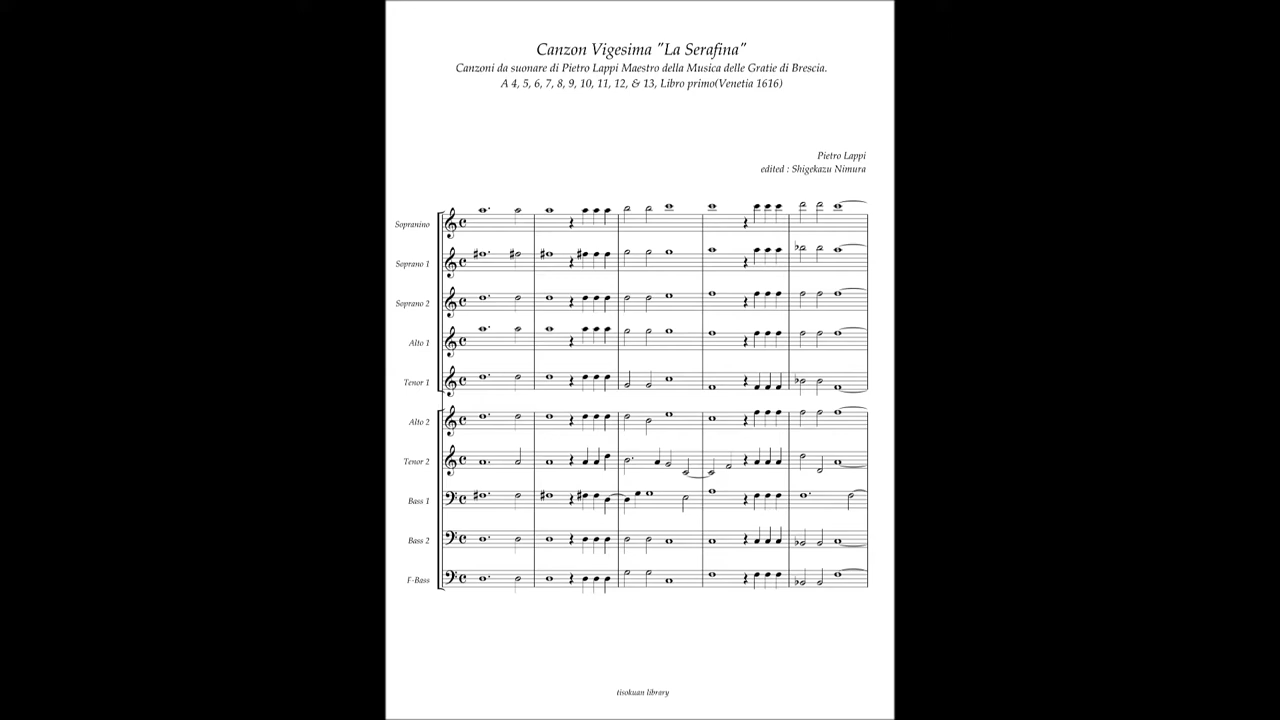 Canzon Vigesima "La Serafina"
Canzoni da suonare di Pietro Lappi Maestro della Musica delle Gratie di Brescia.
A 4, 5, 6, 7, 8, 9, 10, 11, 12, & 13, Libro primo(Venetia 1616)
Pietro Lappi
edited : Shigekazu Nimura
Sopranino
Soprano 1
Soprano 2
Alto 1
Tenor 1
Alto 2
Tenor 2
Bass 1
Bass 2
F-Bass
tisokuan library